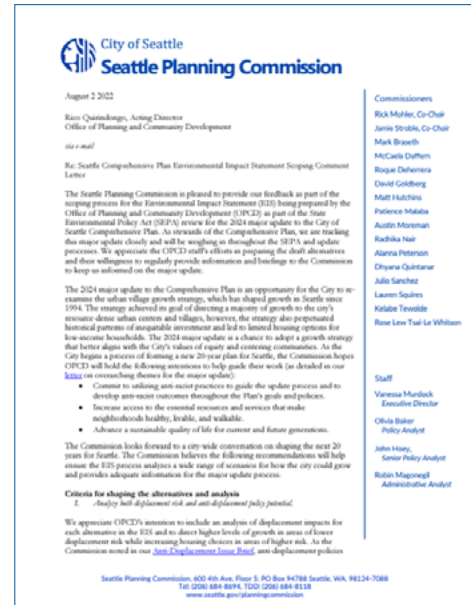 City of Seattle
Seattle Planning Commission
August 2 2022
Rico Quirindongo, Acting Director
Office of Planning and Community Development
via e-mail
Re: Seattle Comprehensive Plan Environmental Impact Statement Scoping Comment
Letter
The Seattle Planning Commission is pleased to provide our feedback as part of the
scoping process for the Environmental Impact Statement (EIS) being prepared by the
Office of Planning and Community Development (OPCD) as part of the State
Environmental Policy Act (SEPA) review for the 2024 major update to the City of
Seattle Comprehensive Plan. As stewards of the Comprehensive Plan, we are tracking
this major update closely and will be weighing in throughout the SEPA and update
processes. We appreciate the OPCD staff's efforts in preparing the draft alternatives
and their willingness to regularly provide information and briefings to the Commission
to keep us informed on the major update.
The 2024 major update to the Comprehensive Plan is an opportunity for the City to re-
examine the urban village growth strategy, which has shaped growth in Seattle since
1994. The strategy achieved its goal of directing a majority of growth to the city's
resource-dense urban centers and villages, however, the strategy also perpetuated
historical patterns of inequitable investment and led to limited housing options for
low-income households. The 2024 major update is a chance to adopt a growth strategy
that better aligns with the City's values of equity and centering communities. As the
City begins a process of forming a new 20-year plan for Seattle, the Commission hopes
OPCD will hold the following intentions to help guide their work (as detailed in our
letter on overarching themes for the major update):
• Commit to utilizing anti-racist practices to guide the update process and to
develop anti-racist outcomes throughout the Plan's goals and policies.
• Increase access to the essential resources and services that make
neighborhoods healthy, livable, and walkable.
• Advance a sustainable quality of life for current and future generations.
The Commission looks forward to a city-wide conversation on shaping the next 20
years for Seattle. The Commission believes the following recommendations will help
ensure the EIS process analyzes a wide range of scenarios for how the city could grow
and provides adequate information for the major update process.
Criteria for shaping the alternatives and analysis
1. Analyze both displacement risk and anti-displacement policy potential.
We appreciate OPCD's intention to include an analysis of displacement impacts for
each alternative in the EIS and to direct higher levels of growth in areas of lower
displacement risk while increasing housing choices in areas of higher risk. As the
Commission noted in our Anti-Displacement Issue Brief, anti-displacement policies
Commissioners
Rick Mohler, Co-Chair
Jamie Stroble, Co-Chair
Mark Braseth
McCaela Daffern
Roque Deherrera
David Goldberg
Matt Hutchins
Patience Malaba
Austin Moreman
Radhika Nair
Alanna Peterson
Dhyana Quintanar
Julio Sanchez
Lauren Squires
Kelabe Tewolde
Rose Lew Tsai-Le Whitson
Staff
Vanessa Murdock
Executive Director
Olivia Baker
Policy Analyst
John Hoey,
Senior Policy Analyst
Robin Magonegil
Administrative Analyst
Seattle Planning Commission, 600 4th Ave, Floor 5; PO Box 94788 Seattle, WA. 98124-7088
Tel: (206) 684-8694, TDD: (206) 684-8118
www.seattle.gov/planningcommission